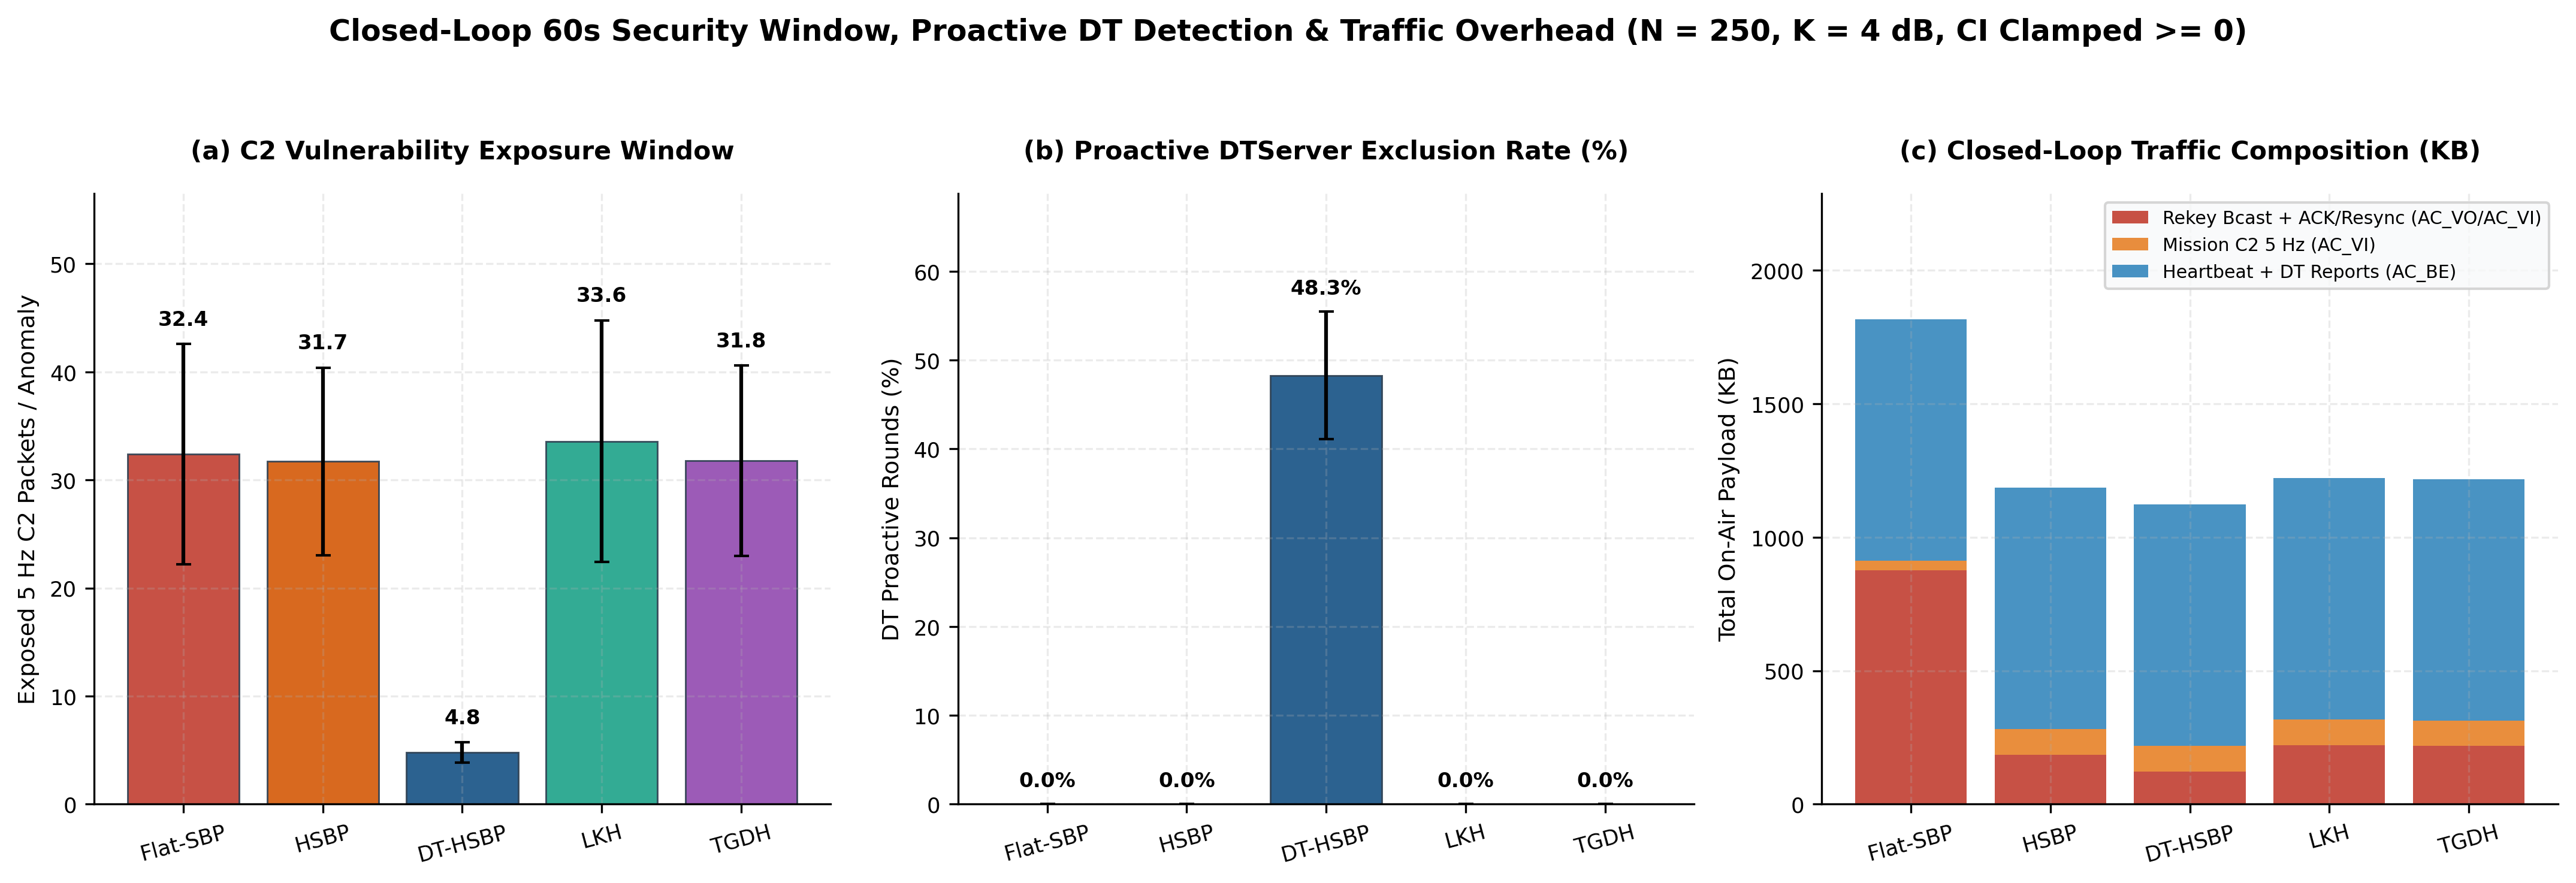 Closed-Loop 60s Security Window, Proactive DT Detection & Traffic Overhead (N = 250, K = 4 dB, CI Clamped >= 0)
(a) C2 Vulnerability Exposure Window
Exposed 5 Hz C2 Packets / Anomaly
50
40
30
20
10
0
32.4
31.7
4.8
33.6
31.8
Flat-SBP
HSBP
DT-HSBP
LKH
TGDH
(b) Proactive DTServer Exclusion Rate (%)
DT Proactive Rounds (%)
60
50
40
30
20
10
0
0.0%
0.0%
48.3%
0.0%
0.0%
Flat-SBP
HSBP
DT-HSBP
LKH
TGDH
(c) Closed-Loop Traffic Composition (KB)
Total On-Air Payload (KB)
2000
1500
1000
500
0
Rekey Bcast + ACK/Resync (AC_VO/AC_VI)
Mission C2 5 Hz (AC_VI)
Heartbeat + DT Reports (AC_BE)
Flat-SBP
HSBP
DT-HSBP
LKH
TGDH